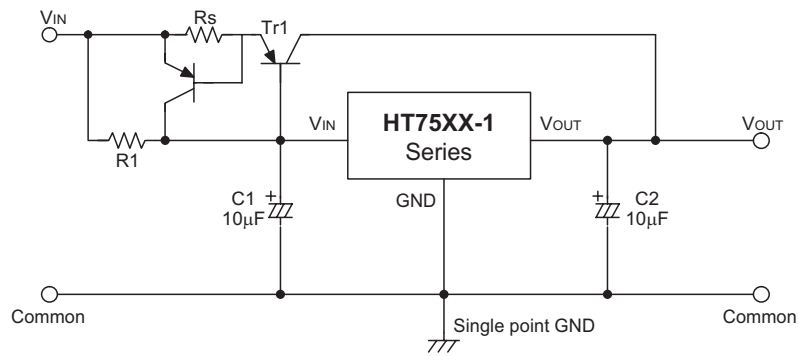 VIN
Rs
Tr1
R1
VIN
HT75XX-1
Series
VOUT
VOUT
GND
C1
+
10μF
C2
+
10μF
Common
Common
Single point GND